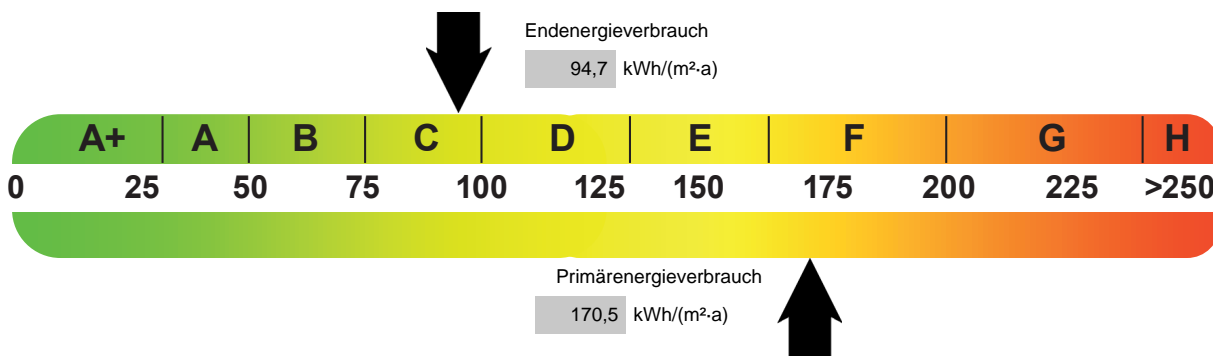 Endenergieverbrauch
94,7 kWh/(m²·a)
A+ A B C D E F G H
0 25 50 75 100 125 150 175 200 225 >250
Primärenergieverbrauch
170,5 kWh/(m²·a)